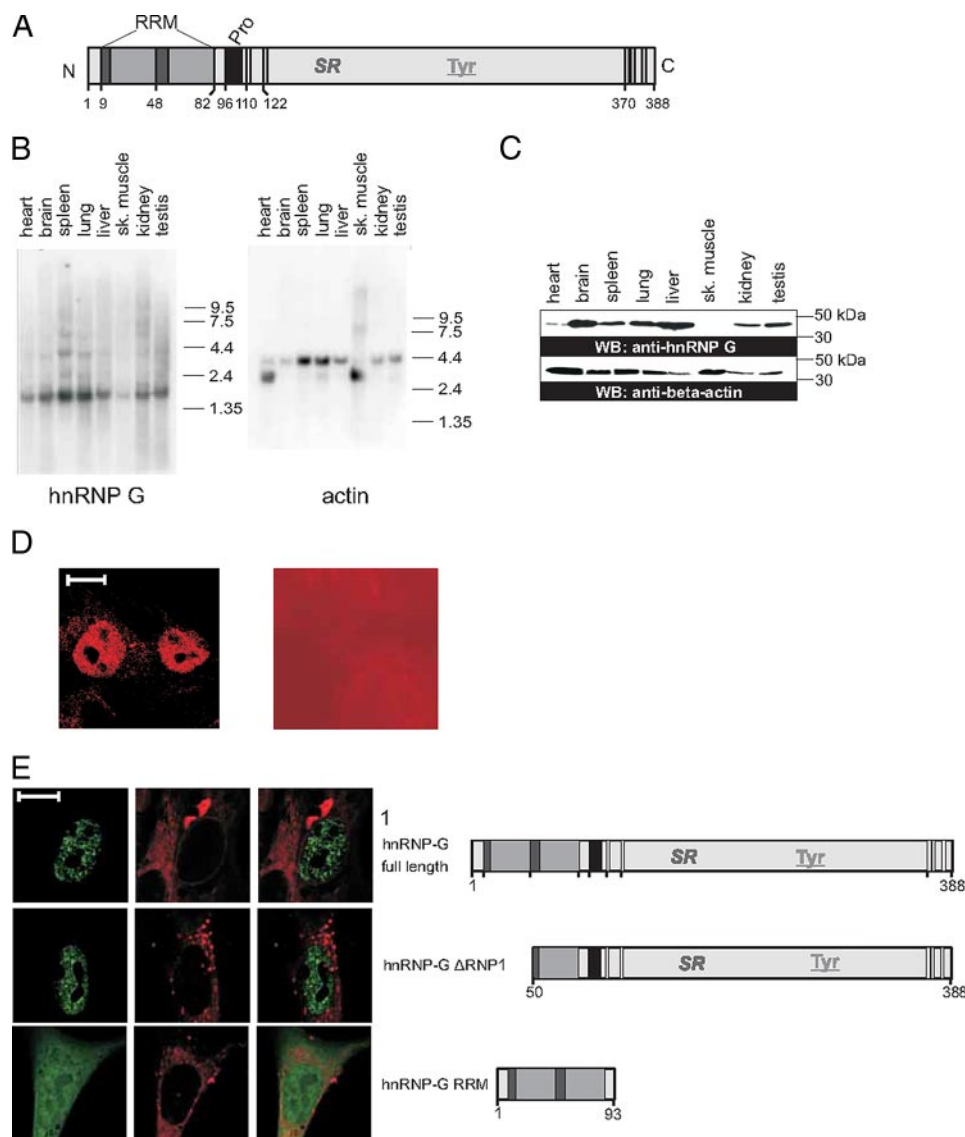 A
RRM
Pro
N
SR
Tyr
C
1 9 48 82 96 110 122 370 388
B
heart brain spleen lung liver sk. muscle kidney testis
9.5
7.5
4.4
2.4
1.35
hnRNP G
heart brain spleen lung liver sk. muscle kidney testis
9.5
7.5
4.4
2.4
1.35
actin
C
heart brain spleen lung liver sk. muscle kidney testis
50 kDa
30
WB: anti-hnRNP G
50 kDa
30
WB: anti-beta-actin
D
E
1
hnRNP-G
full length
SR
Tyr
1 388
hnRNP-G ΔRNP1
SR
Tyr
50 388
hnRNP-G RRM
1 93